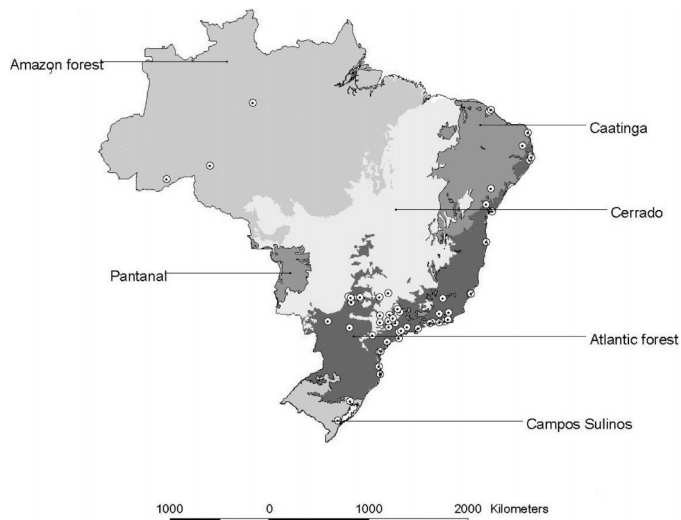 Amazon forest
Caatinga
Cerrado
Pantanal
Atlantic forest
Campos Sulinos
1000 0 1000 2000 Kilometers